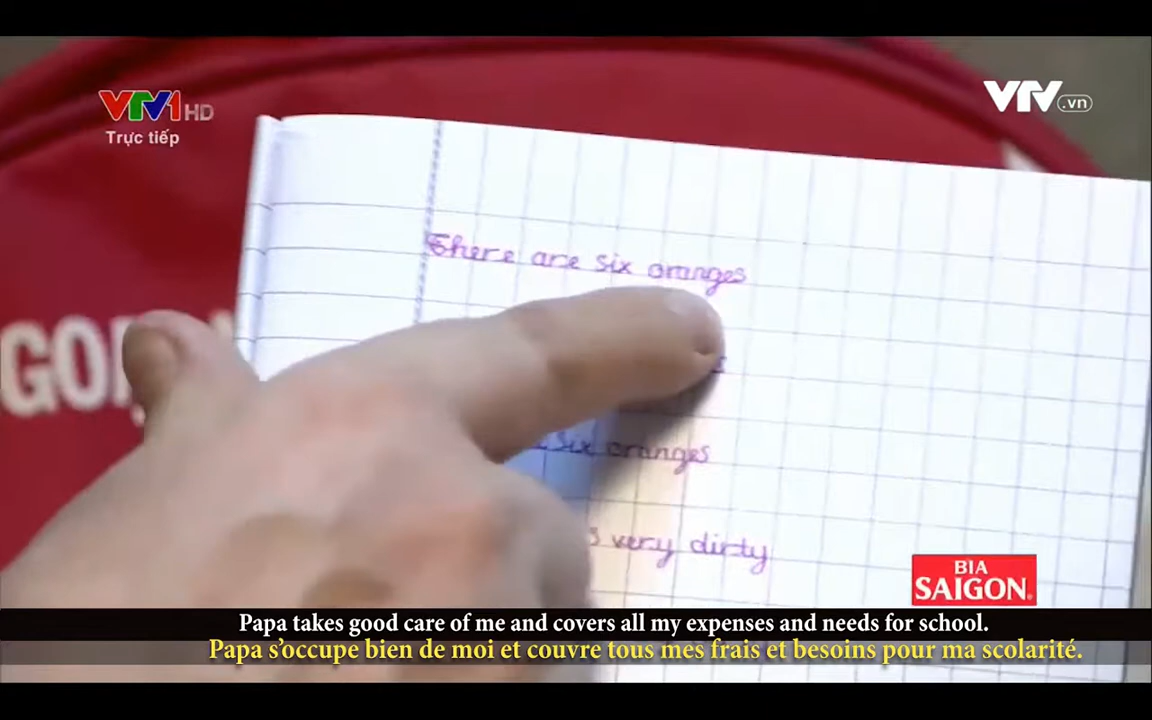 VTV1 HD
Trực tiếp
VTV.vn
There are six oranges
six oranges
very dirty
BIA
SAIGON
Papa takes good care of me and covers all my expenses and needs for school.
Papa s'occupe bien de moi et couvre tous mes frais et besoins pour ma scolarité.